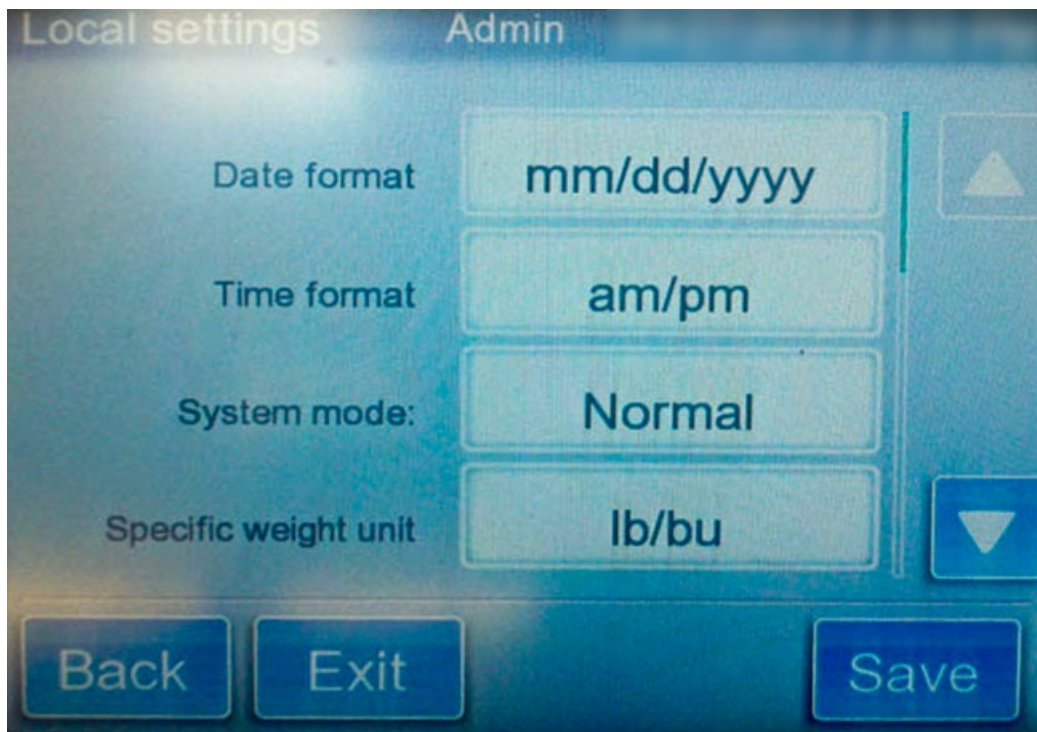 Local settings Admin
Date format mm/dd/yyyy
Time format am/pm
System mode: Normal
Specific weight unit lb/bu
Back Exit Save